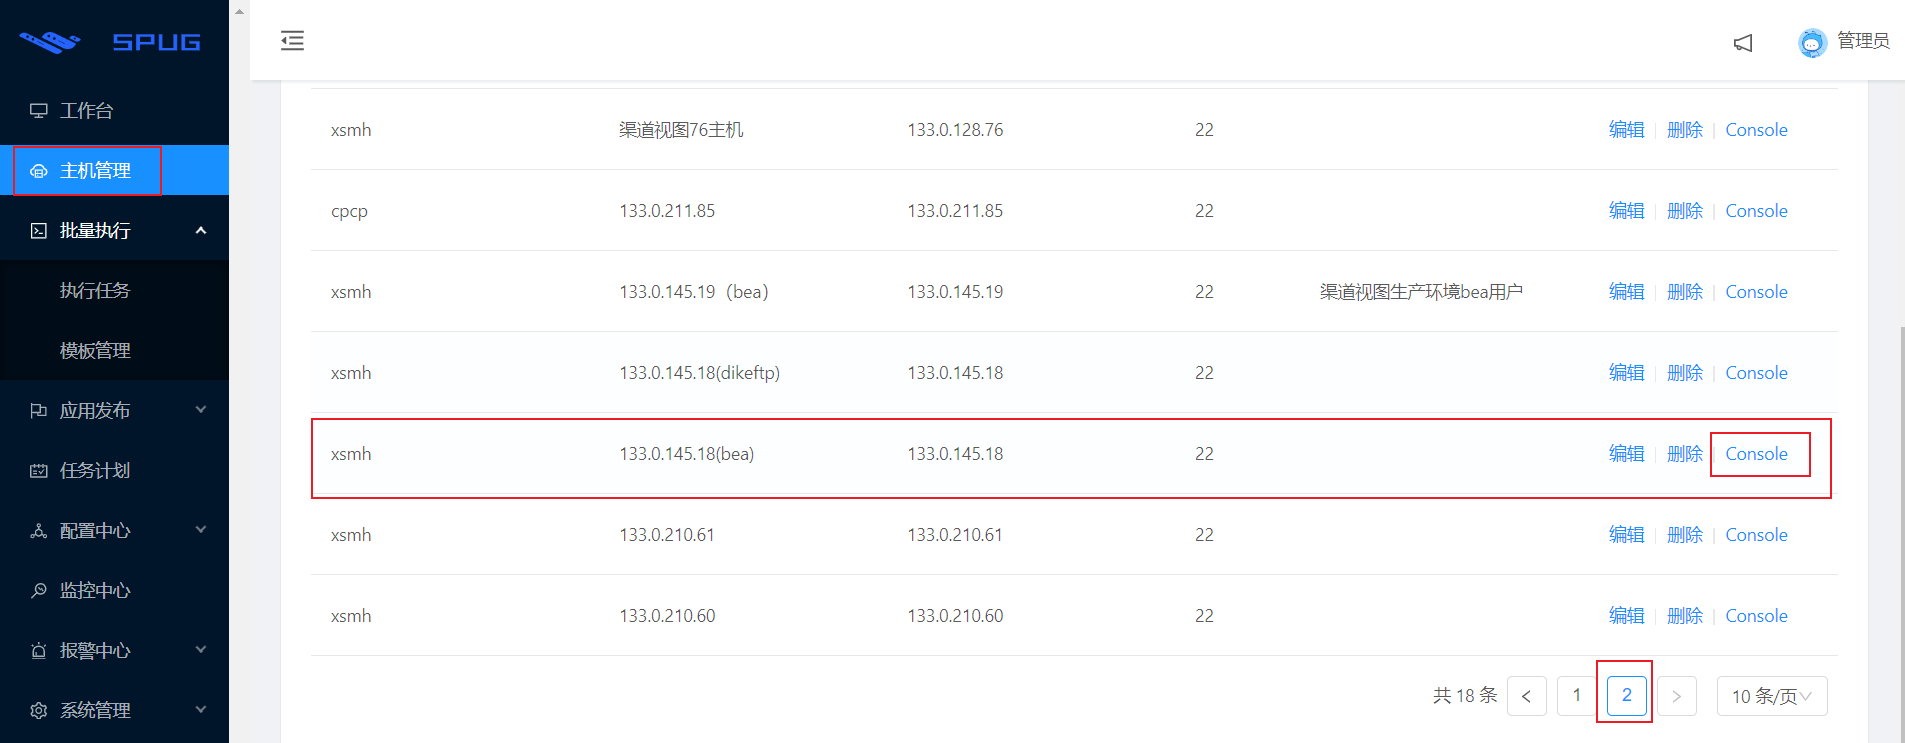 SPUG
管理员
工作台
主机管理
批量执行
执行任务
模板管理
应用发布
任务计划
配置中心
监控中心
报警中心
系统管理
xsmh 渠道视图76主机 133.0.128.76 22 编辑 删除 Console
cpcp 133.0.211.85 133.0.211.85 22 编辑 删除 Console
xsmh 133.0.145.19（bea） 133.0.145.19 22 渠道视图生产环境bea用户 编辑 删除 Console
xsmh 133.0.145.18(dikeftp) 133.0.145.18 22 编辑 删除 Console
xsmh 133.0.145.18(bea) 133.0.145.18 22 编辑 删除 Console
xsmh 133.0.210.61 133.0.210.61 22 编辑 删除 Console
xsmh 133.0.210.60 133.0.210.60 22 编辑 删除 Console
共 18 条 < 1 2 > 10 条/页